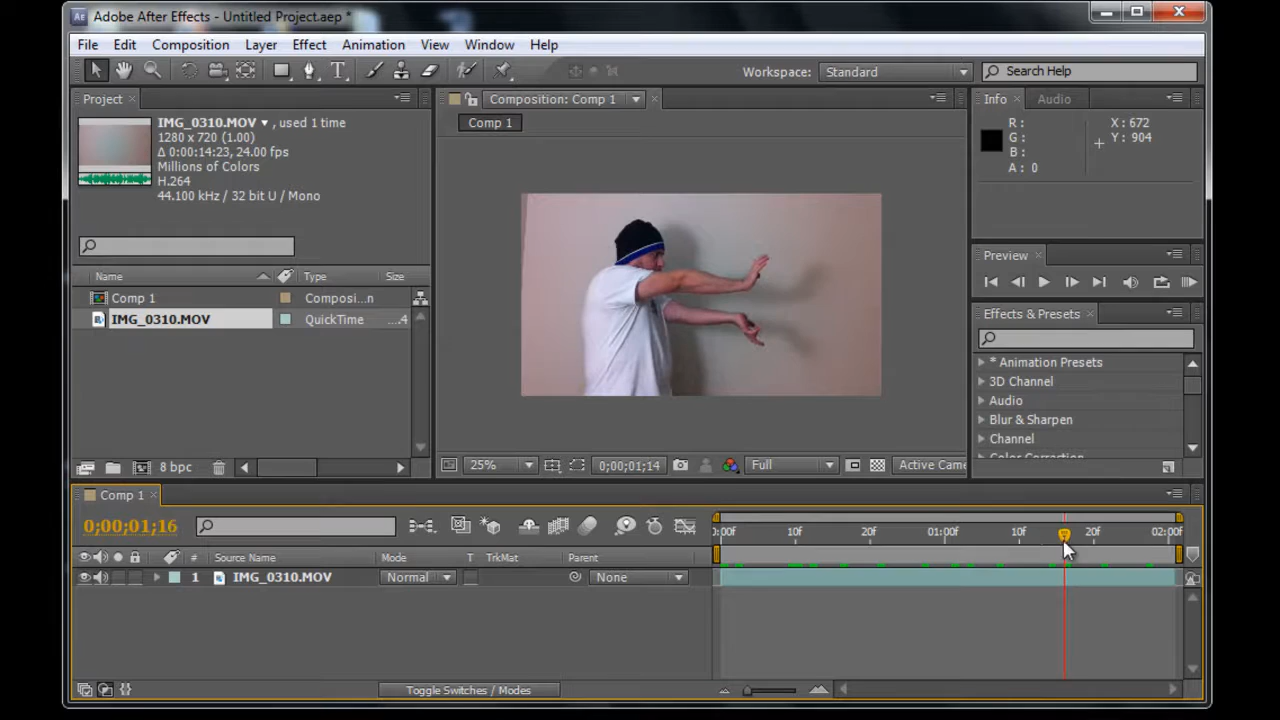 Adobe After Effects - Untitled Project.aep *
File Edit Composition Layer Effect Animation View Window Help
Workspace: Standard Search Help
Project Composition: Comp 1 Info Audio
IMG_0310.MOV , used 1 time
1280 x 720 (1.00)
Δ 0:00:14:23, 24.00 fps
Millions of Colors
H.264
44.100 kHz / 32 bit U / Mono
Comp 1
R :
G :
B :
A : 0
X : 672
Y : 904
Preview
Effects & Presets
* Animation Presets
3D Channel
Audio
Blur & Sharpen
Channel
Color Correction
Name Type Size
Comp 1 Composi...n
IMG_0310.MOV QuickTime ....4
8 bpc
25% 0;00;01;14 Full Active Came
Comp 1
0;00;01;16
0:00f 10f 20f 01:00f 10f 20f 02:00f
# Source Name Mode T TrkMat Parent
1 IMG_0310.MOV Normal None
Toggle Switches / Modes